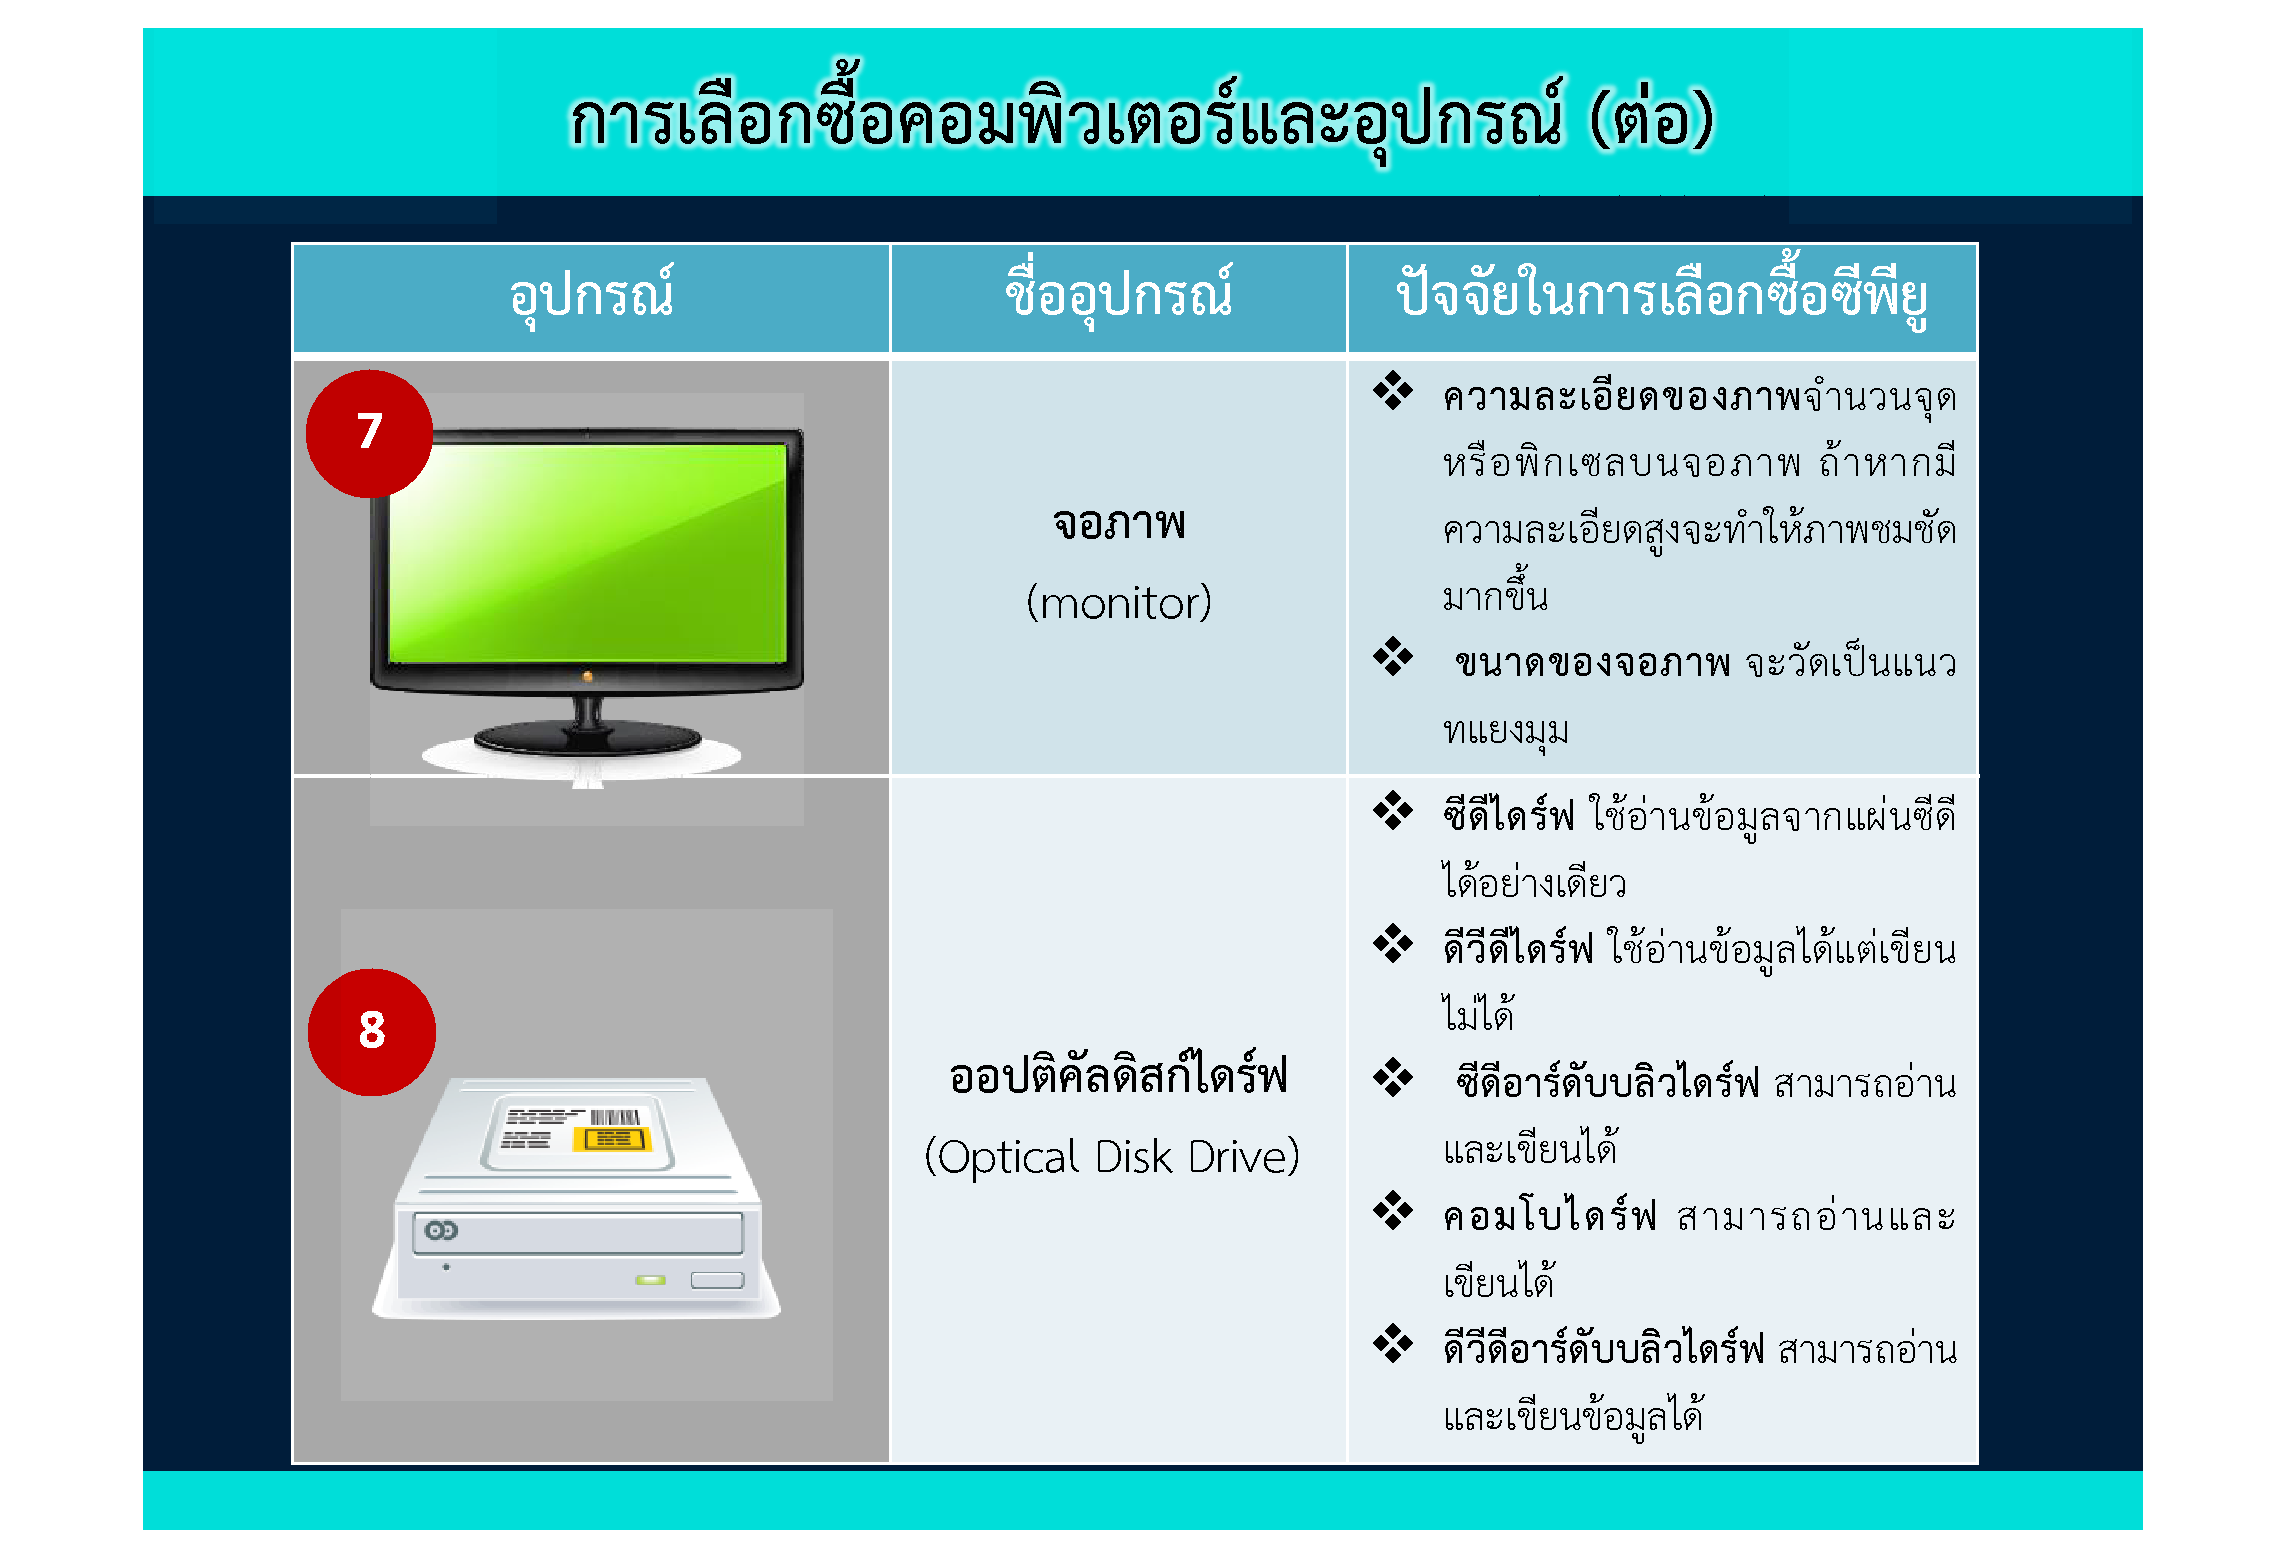 การเลือกซื้อคอมพิวเตอร์และอุปกรณ์ (ต่อ)
อุปกรณ์
ชื่ออุปกรณ์
ปัจจัยในการเลือกซื้อซีพียู
7
จอภาพ
(monitor)
❖ ความละเอียดของภาพจำนวนจุด
หรือพิกเซลบนจอภาพ ถ้าหากมี
ความละเอียดสูงจะทำให้ภาพชมชัด
มากขึ้น
❖ ขนาดของจอภาพ จะวัดเป็นแนว
ทแยงมุม
8
ออปติคัลดิสก์ไดร์ฟ
(Optical Disk Drive)
❖ ซีดีไดร์ฟ ใช้อ่านข้อมูลจากแผ่นซีดี
ได้อย่างเดียว
❖ ดีวีดีไดร์ฟ ใช้อ่านข้อมูลได้แต่เขียน
ไม่ได้
❖ ซีดีอาร์ดับบลิวไดร์ฟ สามารถอ่าน
และเขียนได้
❖ คอมโบไดร์ฟ สามารถอ่านและ
เขียนได้
❖ ดีวีดีอาร์ดับบลิวไดร์ฟ สามารถอ่าน
และเขียนข้อมูลได้